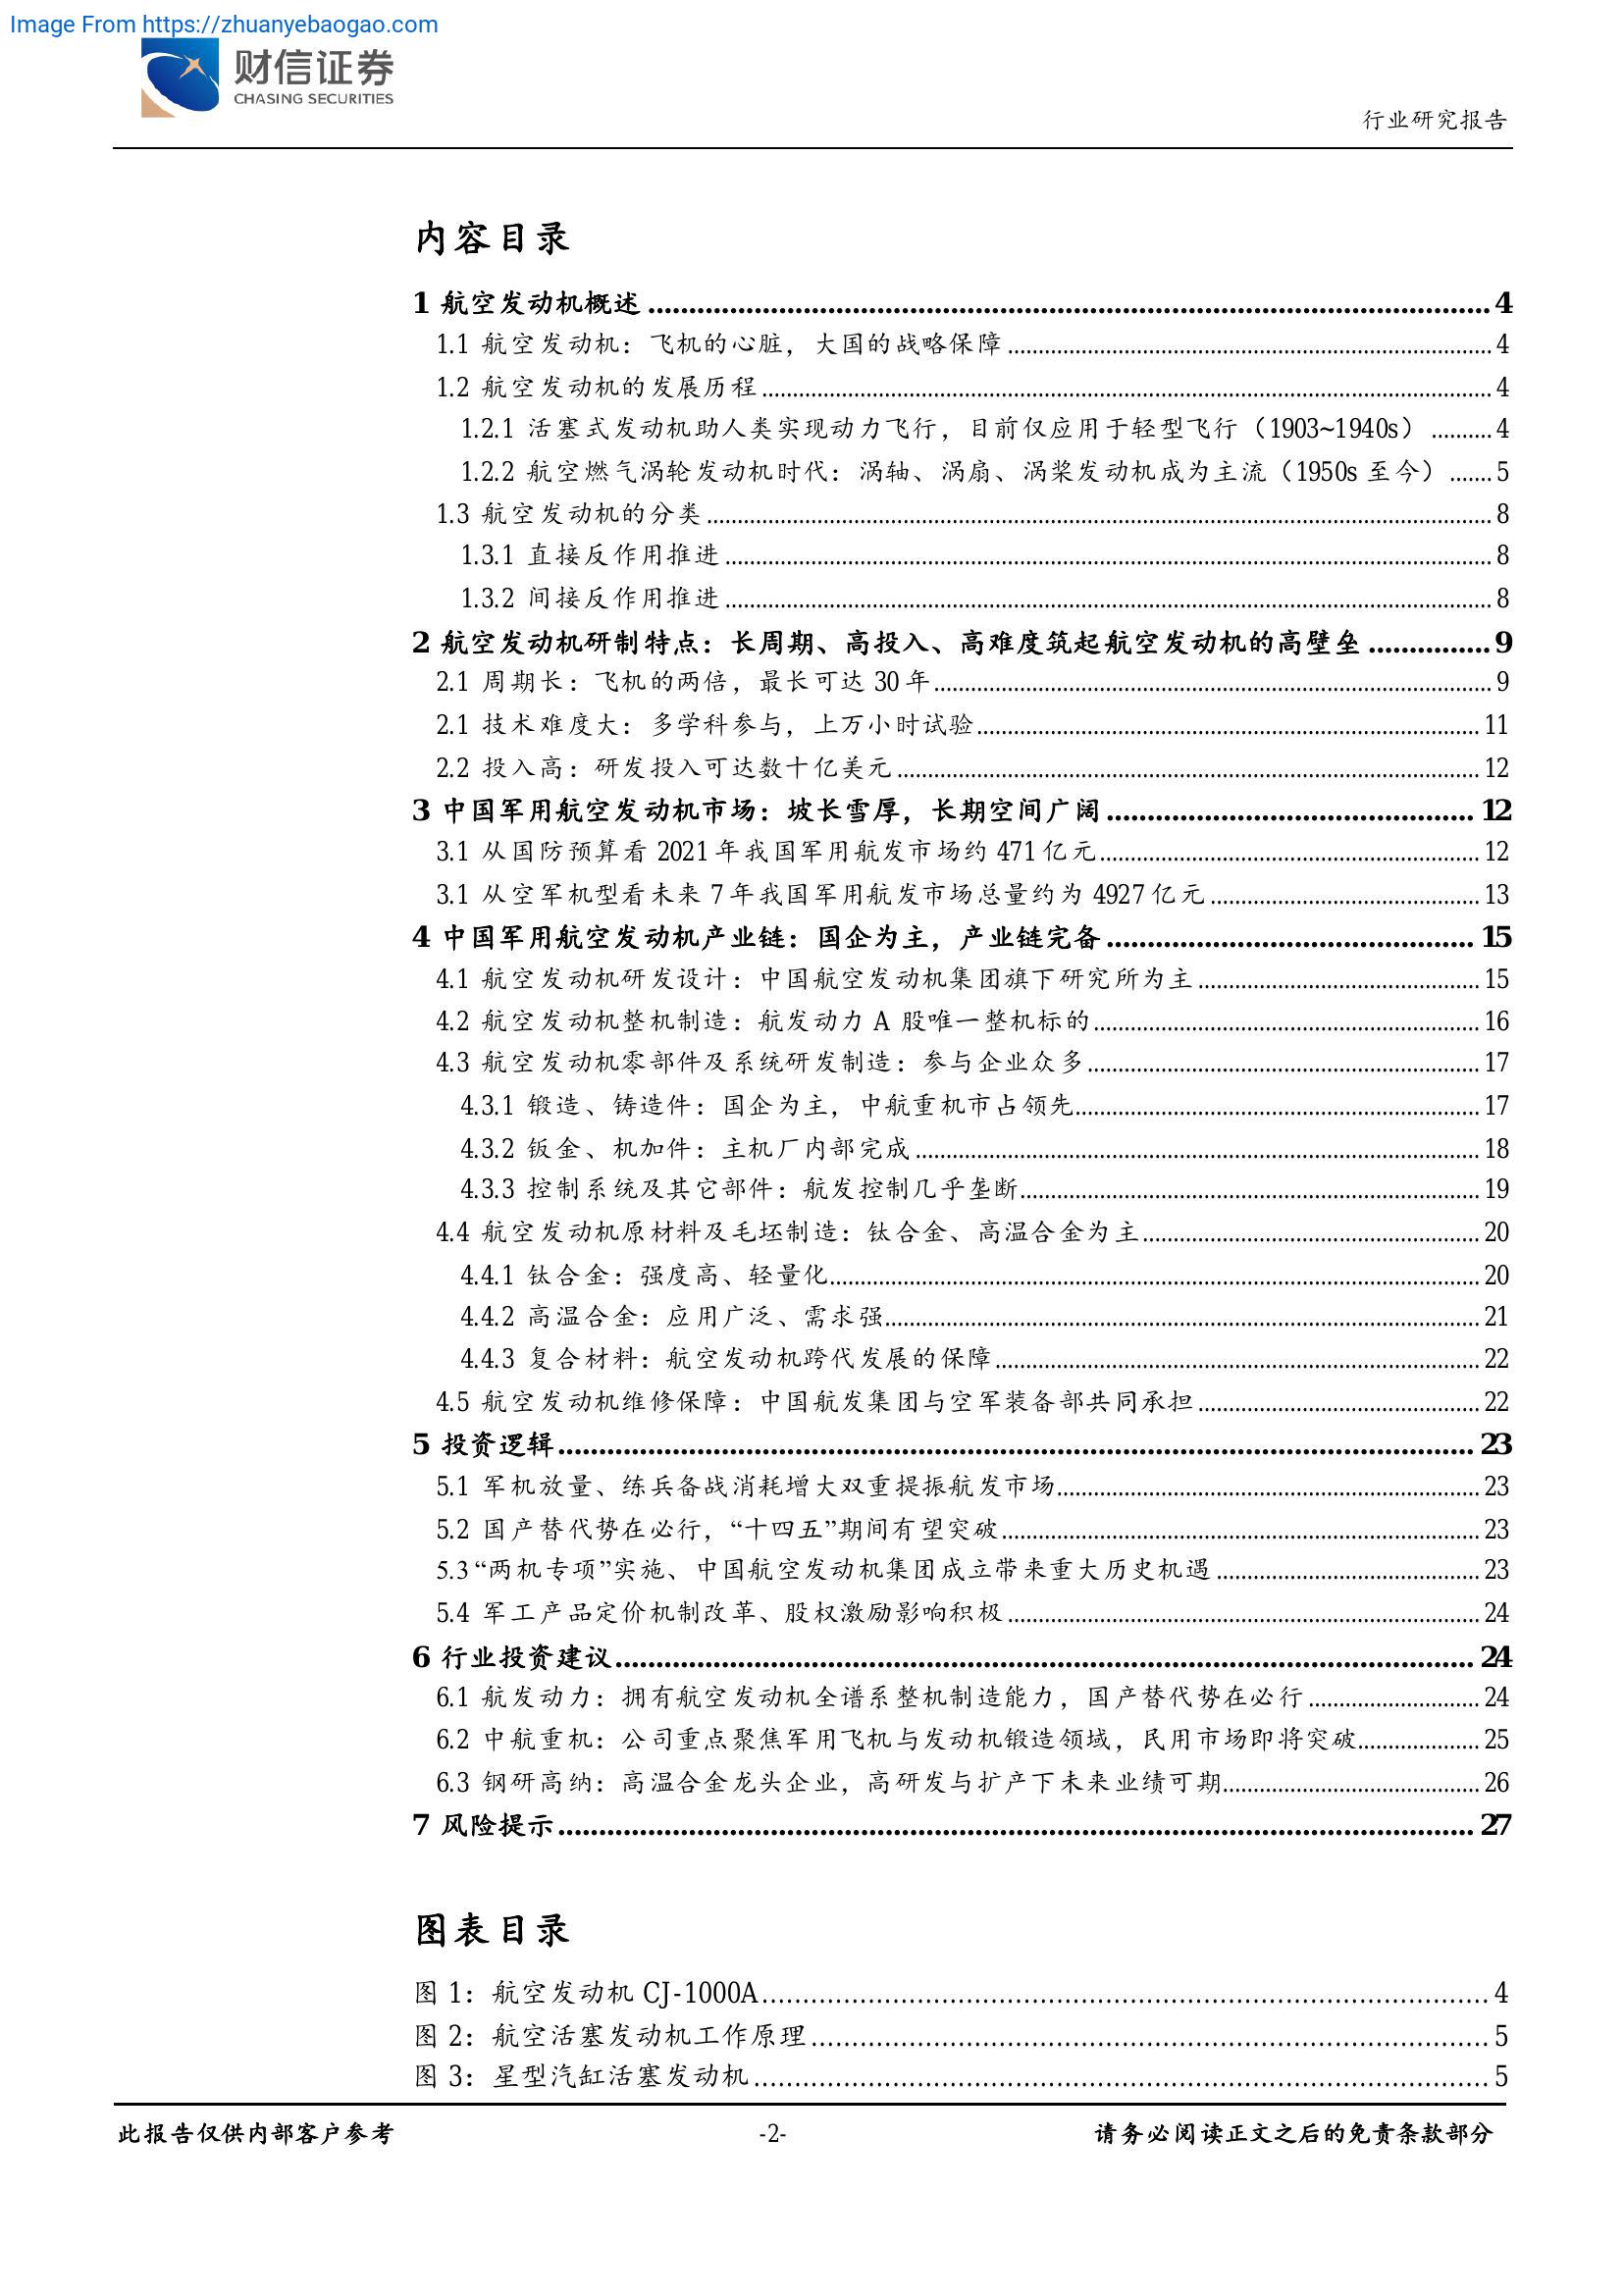 Image From https://zhuanyebaogao.com
财信证券
CHASING SECURITIES
行业研究报告
内容目录
1 航空发动机概述 ........ 4
1.1 航空发动机：飞机的心脏，大国的战略保障 ........ 4
1.2 航空发动机的发展历程 ........ 4
1.2.1 活塞式发动机助人类实现动力飞行，目前仅应用于轻型飞行（1903~1940s） ........ 4
1.2.2 航空燃气涡轮发动机时代：涡轴、涡扇、涡桨发动机成为主流（1950s 至今） ....... 5
1.3 航空发动机的分类 ........ 8
1.3.1 直接反作用推进 ........ 8
1.3.2 间接反作用推进 ........ 8
2 航空发动机研制特点：长周期、高投入、高难度筑起航空发动机的高壁垒 ........ 9
2.1 周期长：飞机的两倍，最长可达 30 年 ........ 9
2.1 技术难度大：多学科参与，上万小时试验 ........ 11
2.2 投入高：研发投入可达数十亿美元 ........ 12
3 中国军用航空发动机市场：坡长雪厚，长期空间广阔 ........ 12
3.1 从国防预算看 2021 年我国军用航发市场约 471 亿元 ........ 12
3.1 从空军机型看未来 7 年我国军用航发市场总量约为 4927 亿元 ........ 13
4 中国军用航空发动机产业链：国企为主，产业链完备 ........ 15
4.1 航空发动机研发设计：中国航空发动机集团旗下研究所为主 ........ 15
4.2 航空发动机整机制造：航发动力 A 股唯一整机标的 ........ 16
4.3 航空发动机零部件及系统研发制造：参与企业众多 ........ 17
4.3.1 锻造、铸造件：国企为主，中航重机市占领先 ........ 17
4.3.2 钣金、机加件：主机厂内部完成 ........ 18
4.3.3 控制系统及其它部件：航发控制几乎垄断 ........ 19
4.4 航空发动机原材料及毛坯制造：钛合金、高温合金为主 ........ 20
4.4.1 钛合金：强度高、轻量化 ........ 20
4.4.2 高温合金：应用广泛、需求强 ........ 21
4.4.3 复合材料：航空发动机跨代发展的保障 ........ 22
4.5 航空发动机维修保障：中国航发集团与空军装备部共同承担 ........ 22
5 投资逻辑 ........ 23
5.1 军机放量、练兵备战消耗增大双重提振航发市场 ........ 23
5.2 国产替代势在必行，“十四五”期间有望突破 ........ 23
5.3 “两机专项”实施、中国航空发动机集团成立带来重大历史机遇 ........ 23
5.4 军工产品定价机制改革、股权激励影响积极 ........ 24
6 行业投资建议 ........ 24
6.1 航发动力：拥有航空发动机全谱系整机制造能力，国产替代势在必行 ........ 24
6.2 中航重机：公司重点聚焦军用飞机与发动机锻造领域，民用市场即将突破 ........ 25
6.3 钢研高纳：高温合金龙头企业，高研发与扩产下未来业绩可期 ........ 26
7 风险提示 ........ 27
图表目录
图 1：航空发动机 CJ-1000A ........ 4
图 2：航空活塞发动机工作原理 ........ 5
图 3：星型汽缸活塞发动机 ........ 5
此报告仅供内部客户参考
-2-
请务必阅读正文之后的免责条款部分